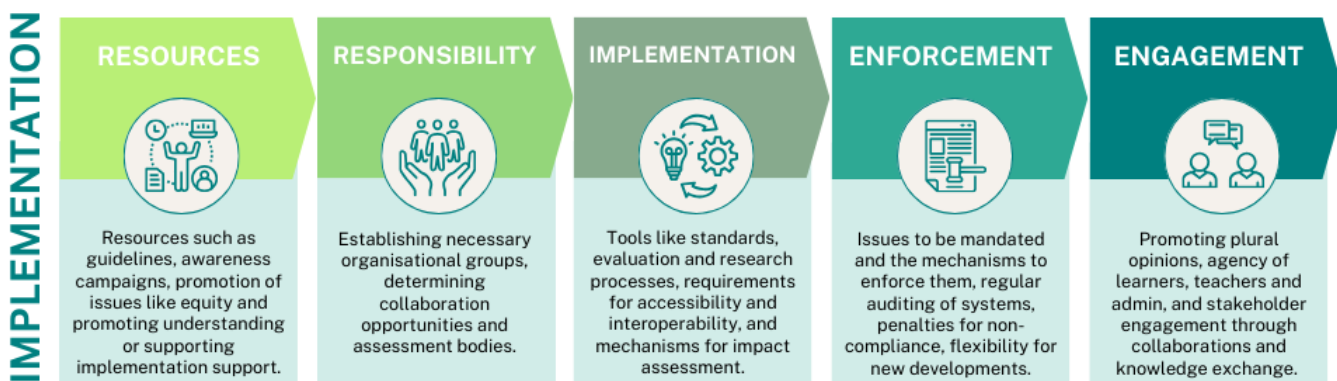 IMPLEMENTATION
RESOURCES
Resources such as
guidelines, awareness
campaigns, promotion of
issues like equity and
promoting understanding
or supporting
implementation support.
RESPONSIBILITY
Establishing necessary
organisational groups,
determining
collaboration
opportunities and
assessment bodies.
IMPLEMENTATION
Tools like standards,
evaluation and research
processes, requirements
for accessibility and
interoperability, and
mechanisms for impact
assessment.
ENFORCEMENT
Issues to be mandated
and the mechanisms to
enforce them, regular
auditing of systems,
penalties for non-
compliance, flexibility for
new developments.
ENGAGEMENT
Promoting plural
opinions, agency of
learners, teachers and
admin, and stakeholder
engagement through
collaborations and
knowledge exchange.